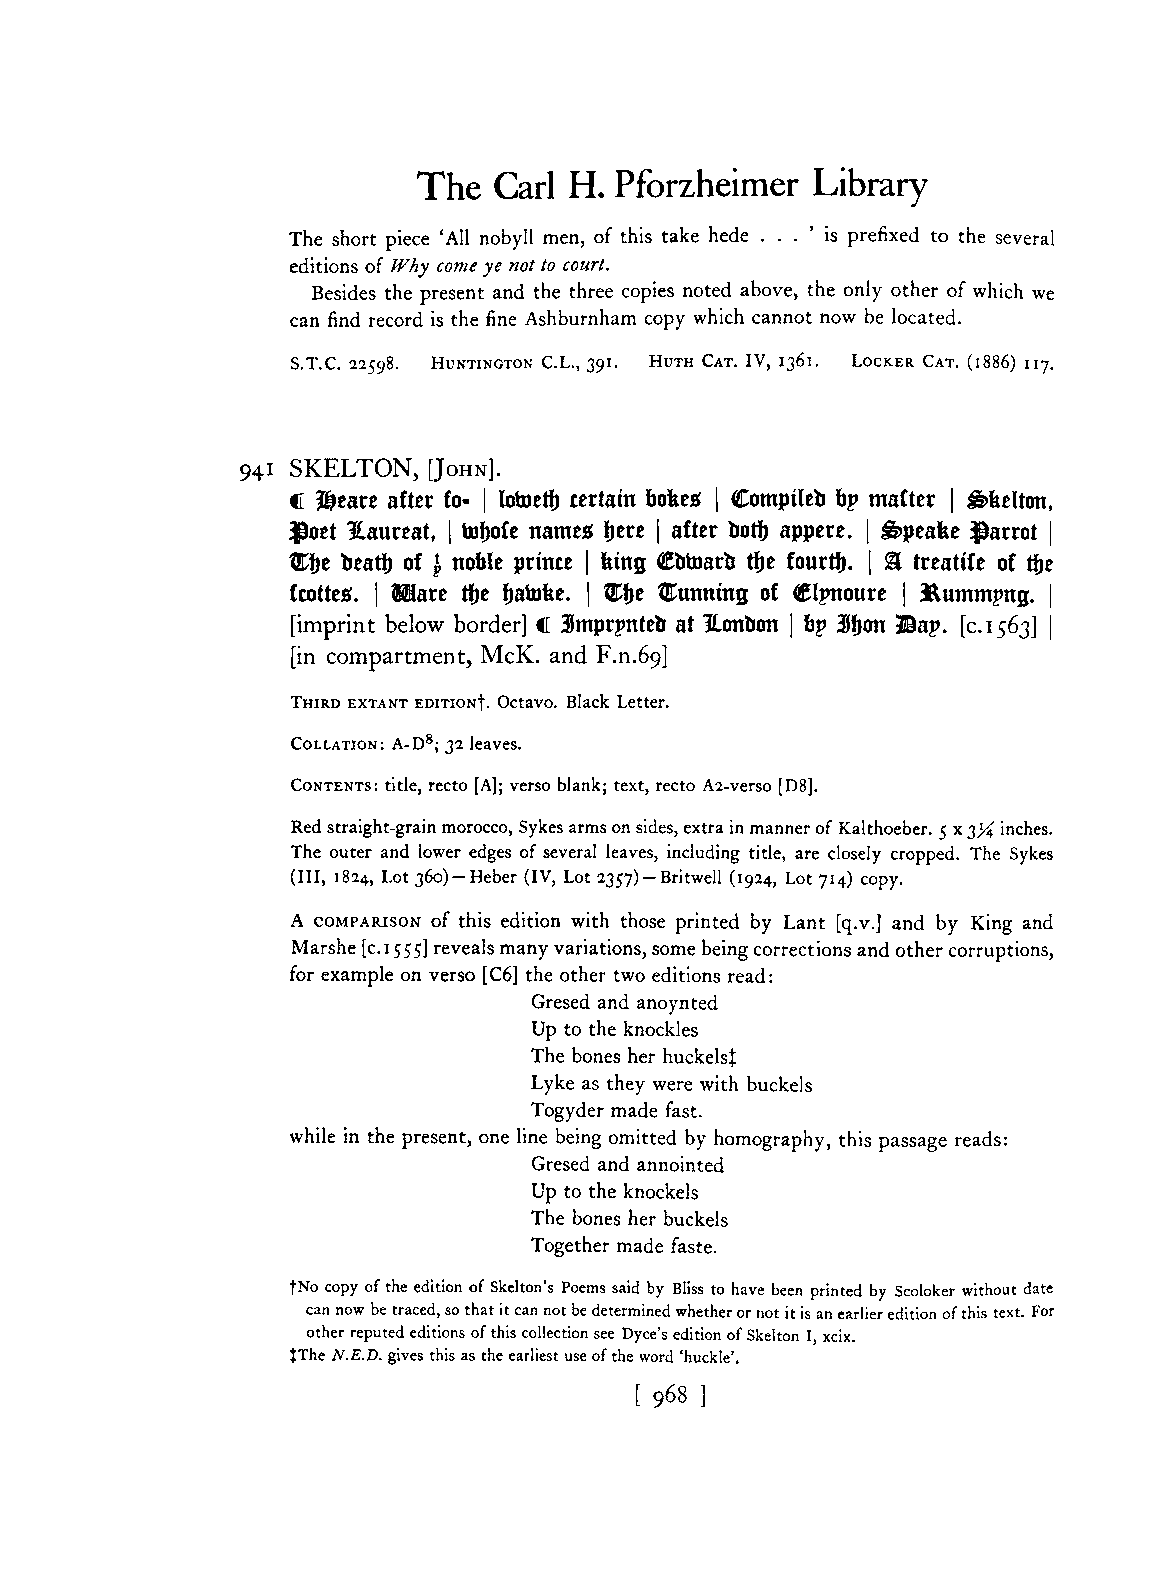 The Carl H. Pforzheimer Library
The short piece ‘All nobyll men, of this take hede . . . ’ is prefixed to the several
editions of Why come ye not to court.
Besides the present and the three copies noted above, the only other of which we
can find record is the fine Ashburnham copy which cannot now be located.
S.T.C. 22598. HUNTINGTON C.L., 391. HUTH CAT. IV, 1361. LOCKER CAT. (1886) 117.
941 SKELTON, [JOHN].
⁌ Heare after fo- | loweth certain bokes | Compiled by maſter | Skelton,
Poet Laureat, | whoſe names here | after doth appere. | Speake Parrot |
The death of yͤ noble prince | king Edward the fourth. | A treatiſe of the
ſcottes. | Ware the hawke. | The Tunning of Elynoure | Rummyng. |
[imprint below border] ⁌ Imprynted at London | by Ihon Day. [c.1563] |
[in compartment, McK. and F.n.69]
THIRD EXTANT EDITION†. Octavo. Black Letter.
COLLATION: A-D⁸; 32 leaves.
CONTENTS: title, recto [A]; verso blank; text, recto A2-verso [D8].
Red straight-grain morocco, Sykes arms on sides, extra in manner of Kalthoeber. 5 x 3¼ inches.
The outer and lower edges of several leaves, including title, are closely cropped. The Sykes
(III, 1824, Lot 360)—Heber (IV, Lot 2357)—Britwell (1924, Lot 714) copy.
A COMPARISON of this edition with those printed by Lant [q.v.] and by King and
Marshe [c.1555] reveals many variations, some being corrections and other corruptions,
for example on verso [C6] the other two editions read:
Gresed and anoynted
Up to the knockles
The bones her huckels‡
Lyke as they were with buckels
Togyder made fast.
while in the present, one line being omitted by homography, this passage reads:
Gresed and annointed
Up to the knockels
The bones her buckels
Together made faste.
†No copy of the edition of Skelton's Poems said by Bliss to have been printed by Scoloker without date
can now be traced, so that it can not be determined whether or not it is an earlier edition of this text. For
other reputed editions of this collection see Dyce's edition of Skelton I, xcix.
‡The N.E.D. gives this as the earliest use of the word ‘huckle’.
[ 968 ]